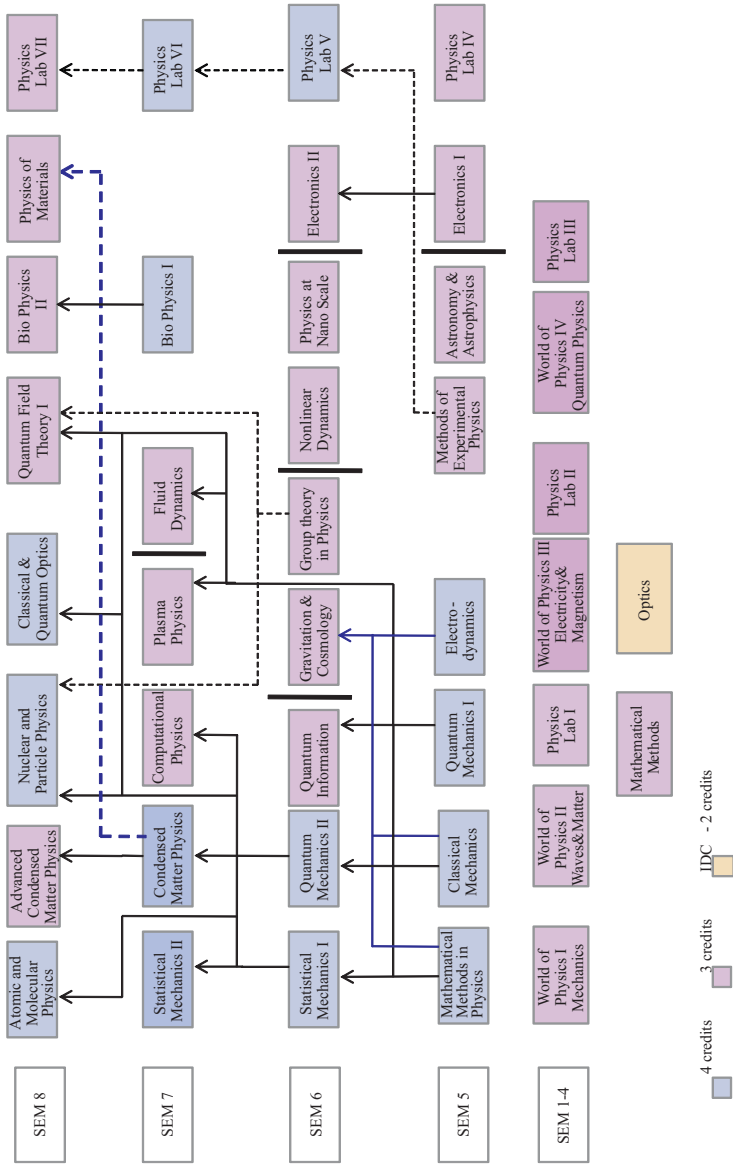 SEM 8
Atomic and
Molecular
Physics
Advanced
Condensed
Matter Physics
Nuclear and
Particle Physics
Classical &
Quantum Optics
Quantum Field
Theory I
Bio Physics
II
Physics of
Materials
Physics
Lab VII
SEM 7
Statistical
Mechanics II
Condensed
Matter Physics
Computational
Physics
Plasma
Physics
Fluid
Dynamics
Bio Physics I
Physics
Lab VI
SEM 6
Statistical
Mechanics I
Quantum
Mechanics II
Quantum
Information
Gravitation &
Cosmology
Group theory
in Physics
Nonlinear
Dynamics
Physics at
Nano Scale
Electronics II
Physics
Lab V
SEM 5
Mathematical
Methods in
Physics
Classical
Mechanics
Quantum
Mechanics I
Electro -
dynamics
Methods of
Experimental
Physics
Astronomy &
Astrophysics
Electronics I
Physics
Lab IV
SEM 1-4
World of
Physics I
Mechanics
World of
Physics II
Waves&Matter
Physics
Lab I
World of Physics III
Electricity&
Magnetism
Physics
Lab II
World of
Physics IV
Quantum Physics
Physics
Lab III
Mathematical
Methods
Optics
4 credits
3 credits
IDC - 2 credits